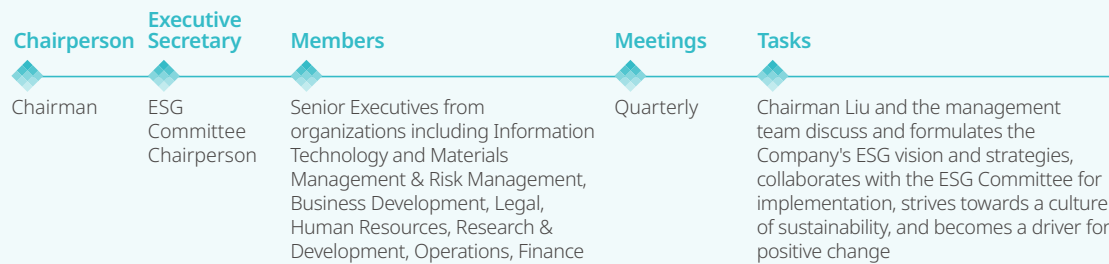 Chairperson
Executive
Secretary
Members
Meetings
Tasks
Chairman
ESG
Committee
Chairperson
Senior Executives from
organizations including Information
Technology and Materials
Management & Risk Management,
Business Development, Legal,
Human Resources, Research &
Development, Operations, Finance
Quarterly
Chairman Liu and the management
team discuss and formulates the
Company's ESG vision and strategies,
collaborates with the ESG Committee for
implementation, strives towards a culture
of sustainability, and becomes a driver for
positive change